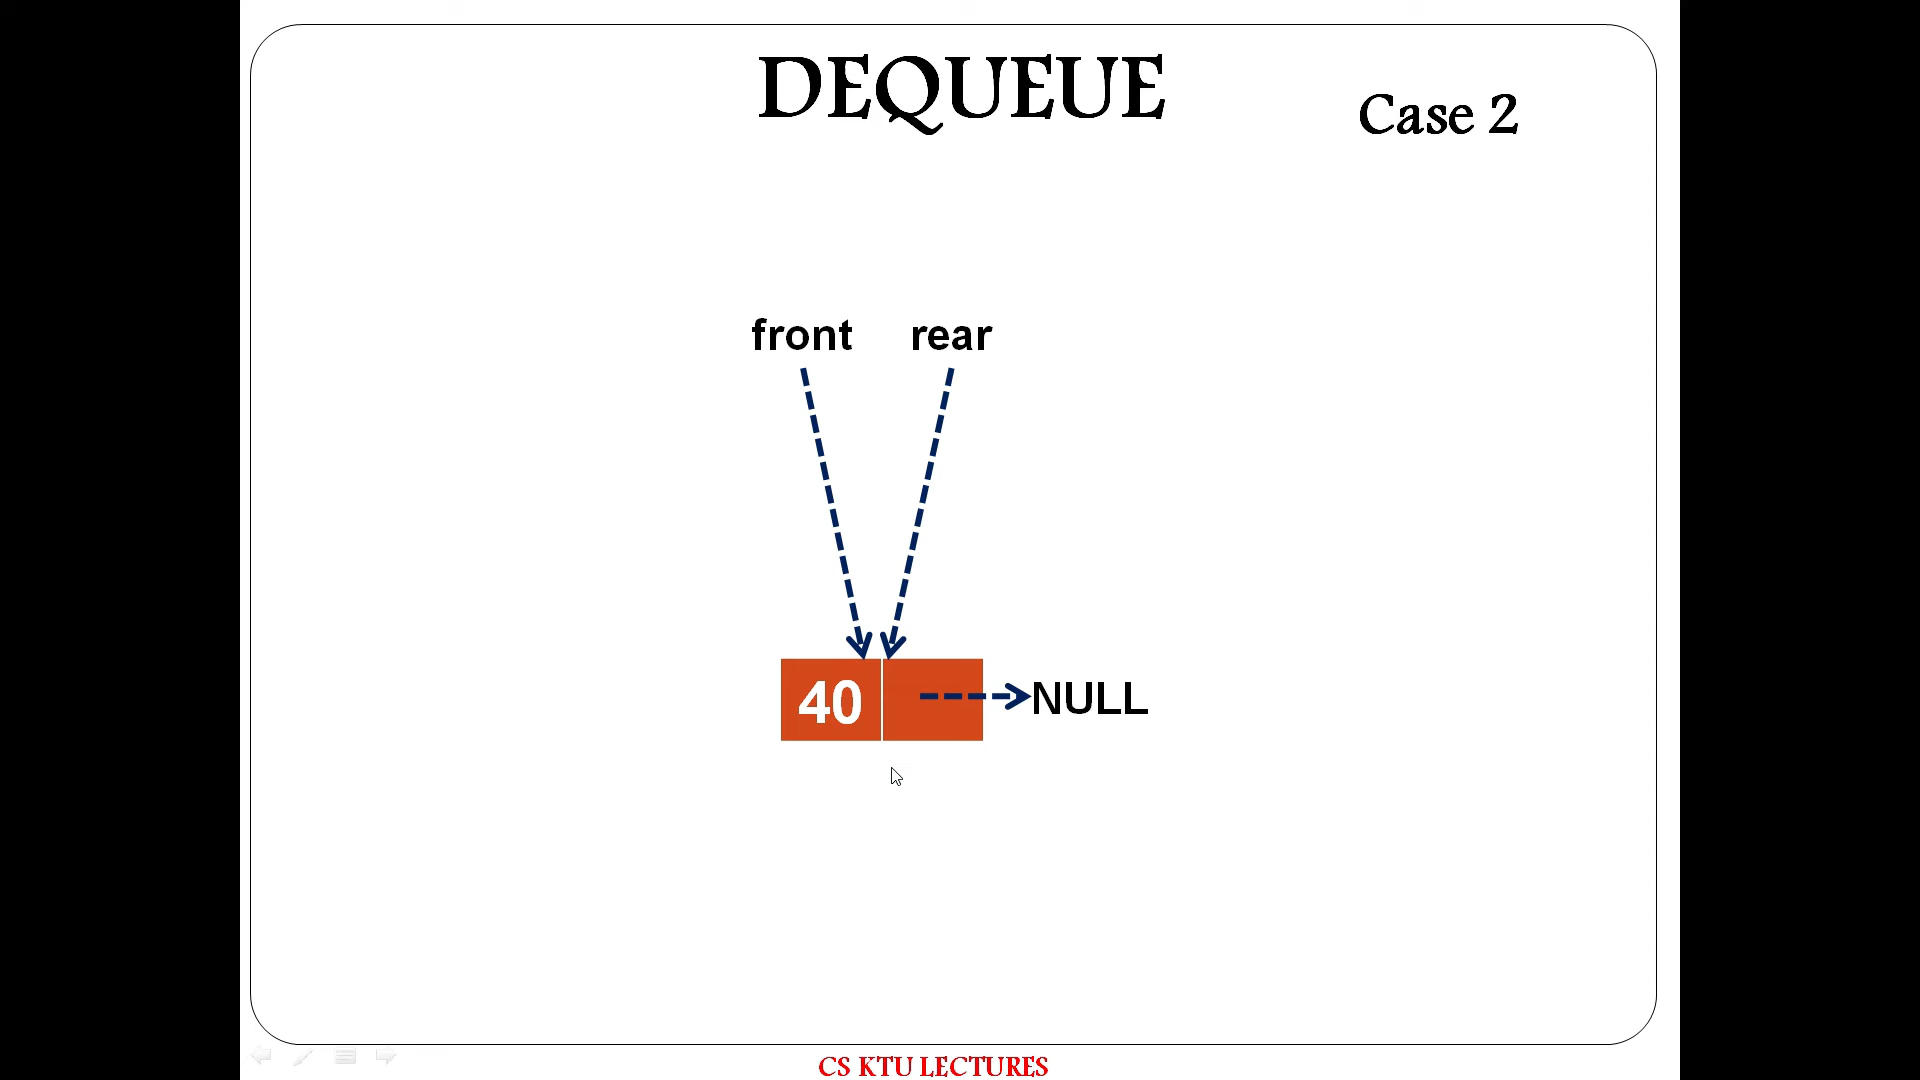 DEQUEUE
Case 2
front rear
40
NULL
CS KTU LECTURES